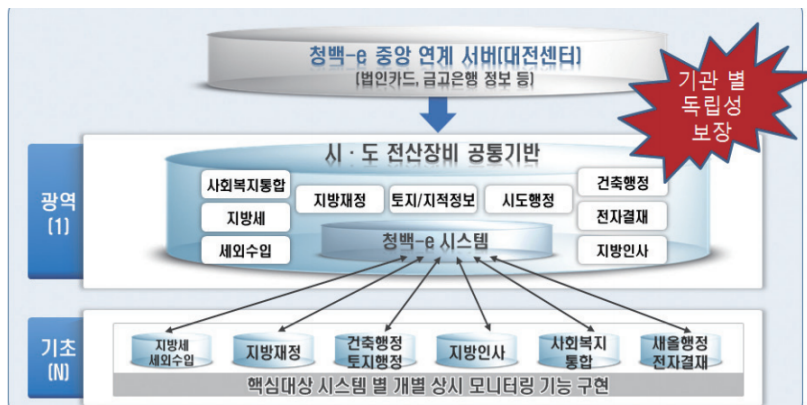 청백-e 중앙 연계 서버(대전센터)
(법인카드, 금고은행 정보 등)
기관 별
독립성
보장
광역
(1)
시·도 전산장비 공통기반
사회복지통합
지방세
세외수입
지방재정
토지/지적정보
시도행정
건축행정
전자결재
지방인사
청백-e 시스템
기초
(N)
지방세
세외수입
지방재정
건축행정
토지행정
지방인사
사회복지
통합
새올행정
전자결재
핵심대상 시스템 별 개별 상시 모니터링 기능 구현